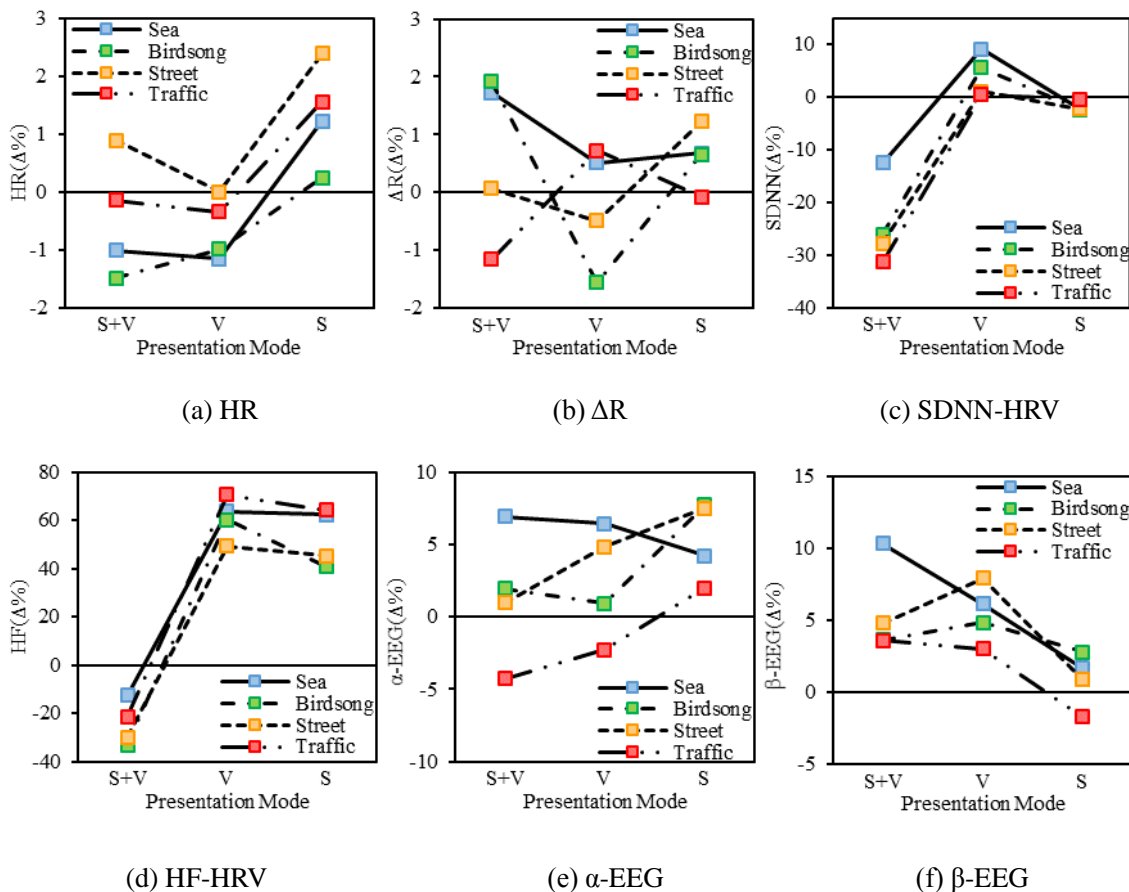 3
2
1
0
-1
-2
HR(Δ%)
Sea
Birdsong
Street
Traffic
S+V V S
Presentation Mode
(a) HR
3
2
1
0
-1
-2
ΔR(Δ%)
Sea
Birdsong
Street
Traffic
S+V V S
Presentation Mode
(b) ΔR
10
0
-10
-20
-30
-40
SDNN(Δ%)
Sea
Birdsong
Street
Traffic
S+V V S
Presentation Mode
(c) SDNN-HRV
80
60
40
20
0
-20
-40
HF(Δ%)
Sea
Birdsong
Street
Traffic
S+V V S
Presentation Mode
(d) HF-HRV
10
5
0
-5
-10
α-EEG(Δ%)
Sea
Birdsong
Street
Traffic
S+V V S
Presentation Mode
(e) α-EEG
15
10
5
0
-5
β-EEG(Δ%)
Sea
Birdsong
Street
Traffic
S+V V S
Presentation Mode
(f) β-EEG